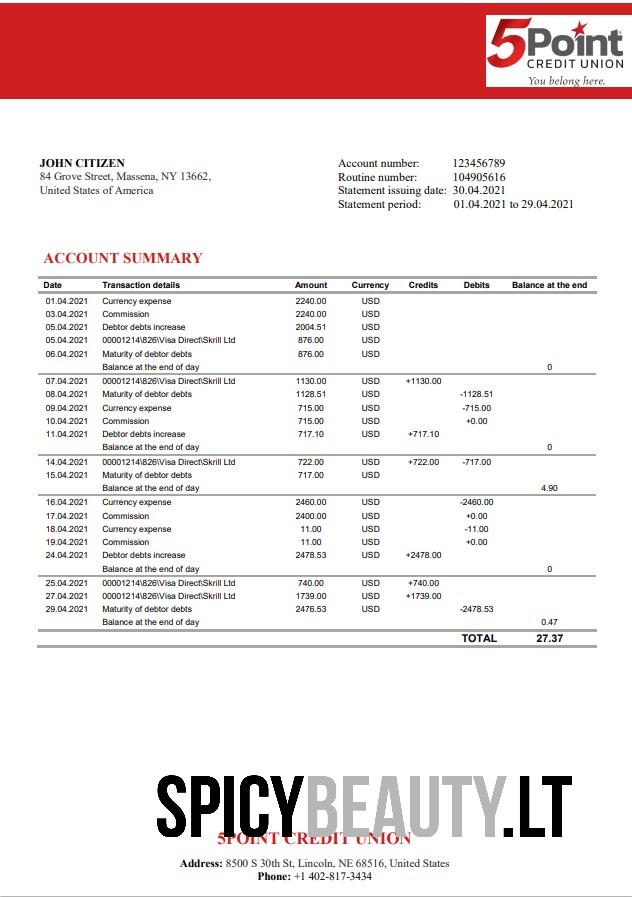 5Point
CREDIT UNION
You belong here.
JOHN CITIZEN
84 Grove Street, Massena, NY 13662,
United States of America
Account number: 123456789
Routine number: 104905616
Statement issuing date: 30.04.2021
Statement period: 01.04.2021 to 29.04.2021
ACCOUNT SUMMARY
Date Transaction details Amount Currency Credits Debits Balance at the end
01.04.2021 Currency expense 2240.00 USD
03.04.2021 Commission 2240.00 USD
05.04.2021 Debtor debts increase 2004.51 USD
05.04.2021 00001214\826\Visa Direct\Skrill Ltd 876.00 USD
06.04.2021 Maturity of debtor debts 876.00 USD
Balance at the end of day 0
07.04.2021 00001214\826\Visa Direct\Skrill Ltd 1130.00 USD +1130.00
08.04.2021 Maturity of debtor debts 1128.51 USD -1128.51
09.04.2021 Currency expense 715.00 USD -715.00
10.04.2021 Commission 715.00 USD +0.00
11.04.2021 Debtor debts increase 717.10 USD +717.10
Balance at the end of day 0
14.04.2021 00001214\826\Visa Direct\Skrill Ltd 722.00 USD +722.00 -717.00
15.04.2021 Maturity of debtor debts 717.00 USD
Balance at the end of day 4.90
16.04.2021 Currency expense 2460.00 USD -2460.00
17.04.2021 Commission 2400.00 USD +0.00
18.04.2021 Currency expense 11.00 USD -11.00
19.04.2021 Commission 11.00 USD +0.00
24.04.2021 Debtor debts increase 2478.53 USD +2478.00
Balance at the end of day 0
25.04.2021 00001214\826\Visa Direct\Skrill Ltd 740.00 USD +740.00
27.04.2021 00001214\826\Visa Direct\Skrill Ltd 1739.00 USD +1739.00
29.04.2021 Maturity of debtor debts 2476.53 USD -2478.53
Balance at the end of day 0.47
TOTAL 27.37
SPICYBEAUTY.LT
5POINT CREDIT UNION
Address: 8500 S 30th St, Lincoln, NE 68516, United States
Phone: +1 402-817-3434